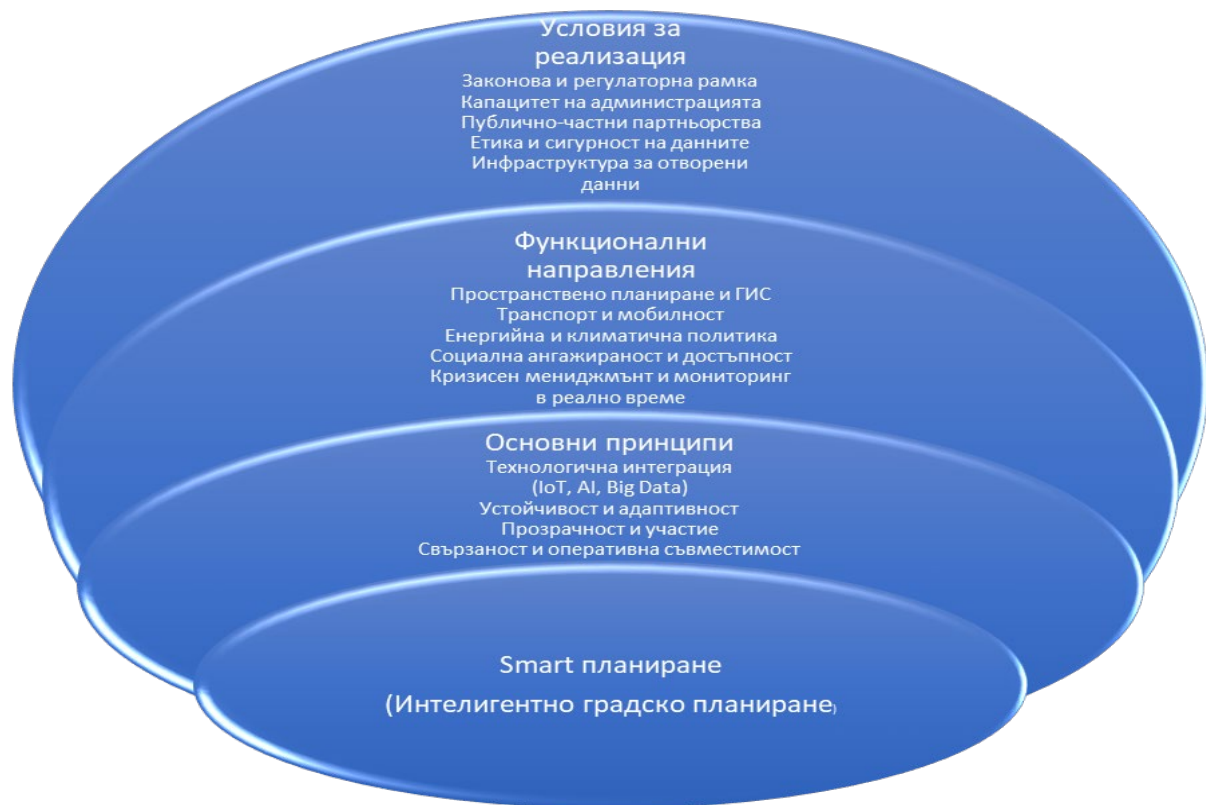 Условия за
реализация
Законова и регулаторна рамка
Капацитет на администрацията
Публично-частни партньорства
Етика и сигурност на данните
Инфраструктура за отворени
данни
Функционални
направления
Пространствено планиране и ГИС
Транспорт и мобилност
Енергийна и климатична политика
Социална ангажираност и достъпност
Кризисен мениджмънт и мониторинг
в реално време
Основни принципи
Технологична интеграция
(IoT, AI, Big Data)
Устойчивост и адаптивност
Прозрачност и участие
Свързаност и оперативна съвместимост
Smart планиране
(Интелигентно градско планиране)